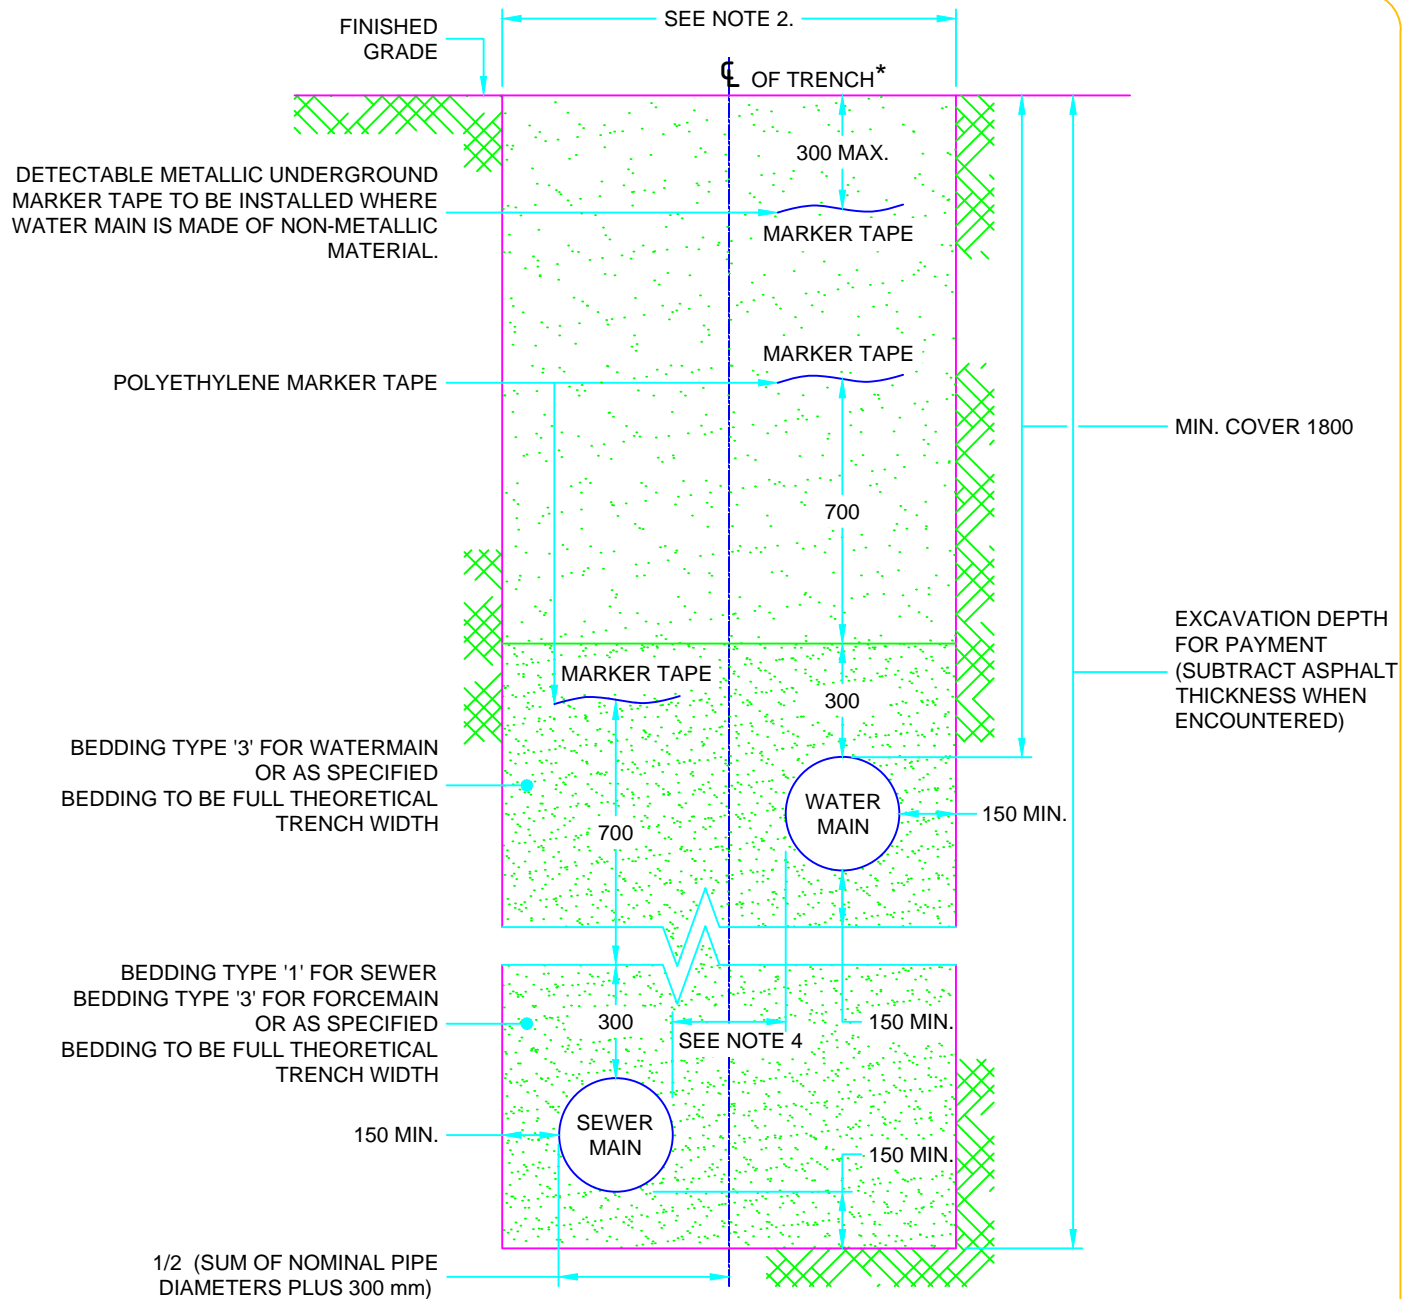 SEE NOTE 2.
FINISHED
GRADE
℄ OF TRENCH*
300 MAX.
DETECTABLE METALLIC UNDERGROUND
MARKER TAPE TO BE INSTALLED WHERE
WATER MAIN IS MADE OF NON-METALLIC
MATERIAL.
MARKER TAPE
MARKER TAPE
POLYETHYLENE MARKER TAPE
MIN. COVER 1800
700
EXCAVATION DEPTH
FOR PAYMENT
(SUBTRACT ASPHALT
THICKNESS WHEN
ENCOUNTERED)
MARKER TAPE
300
BEDDING TYPE '3' FOR WATERMAIN
OR AS SPECIFIED
BEDDING TO BE FULL THEORETICAL
TRENCH WIDTH
WATER
MAIN
150 MIN.
700
BEDDING TYPE '1' FOR SEWER
BEDDING TYPE '3' FOR FORCEMAIN
OR AS SPECIFIED
BEDDING TO BE FULL THEORETICAL
TRENCH WIDTH
300
150 MIN.
SEE NOTE 4
SEWER
MAIN
150 MIN.
150 MIN.
1/2 (SUM OF NOMINAL PIPE
DIAMETERS PLUS 300 mm)